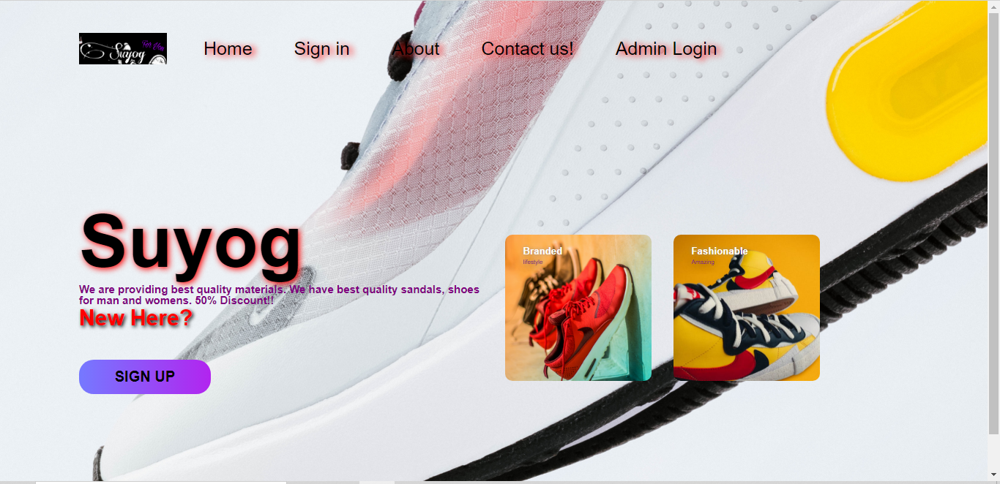 Suyog For You
Home Sign in About Contact us! Admin Login
Suyog
We are providing best quality materials. We have best quality sandals, shoes
for man and womens. 50% Discount!!
New Here?
SIGN UP
Branded
lifestyle
Fashionable
Amazing